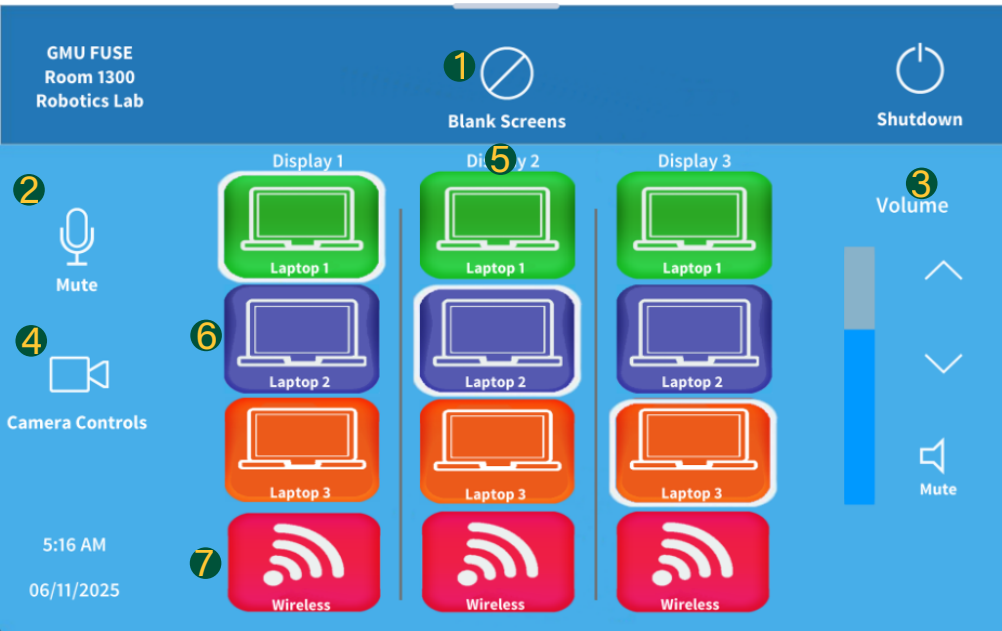 GMU FUSE
Room 1300
Robotics Lab
1
Blank Screens
Shutdown
Display 1
Di 5 y 2
Display 3
2
Mute
3
Volume
Laptop 1
Laptop 1
Laptop 1
4
Camera Controls
6
Laptop 2
Laptop 2
Laptop 2
Laptop 3
Laptop 3
Laptop 3
Mute
5:16 AM
06/11/2025
7
Wireless
Wireless
Wireless